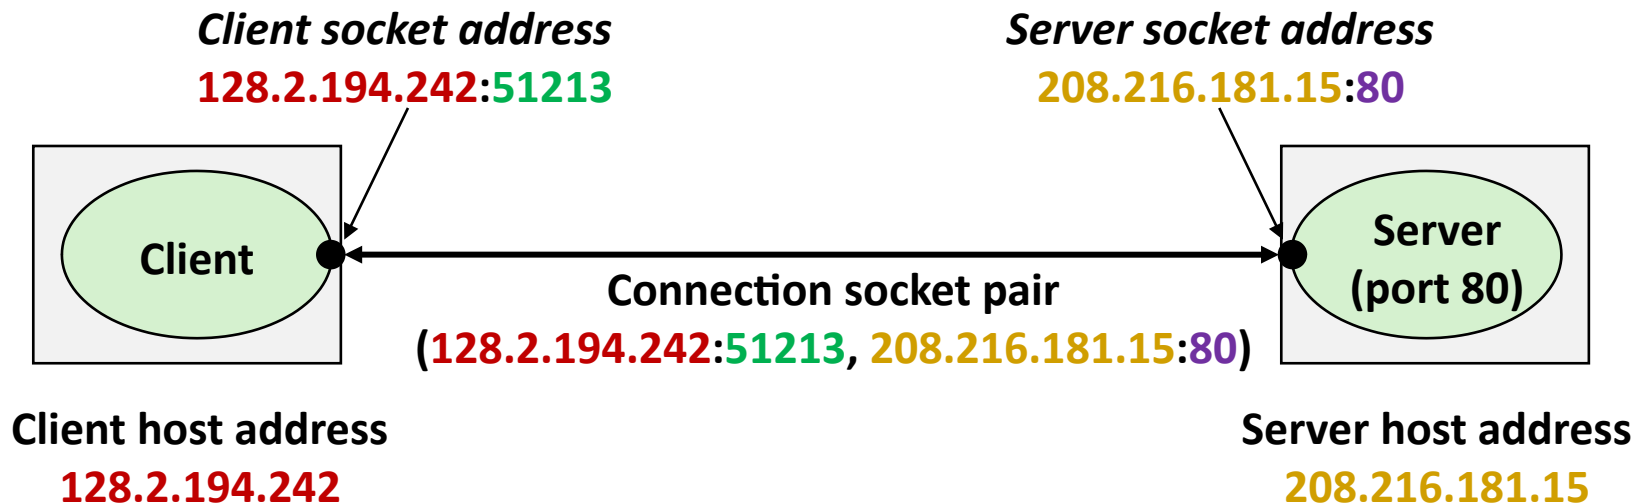 Client socket address
128.2.194.242:51213
Server socket address
208.216.181.15:80
Client
Server
(port 80)
Connection socket pair
(128.2.194.242:51213, 208.216.181.15:80)
Client host address
128.2.194.242
Server host address
208.216.181.15